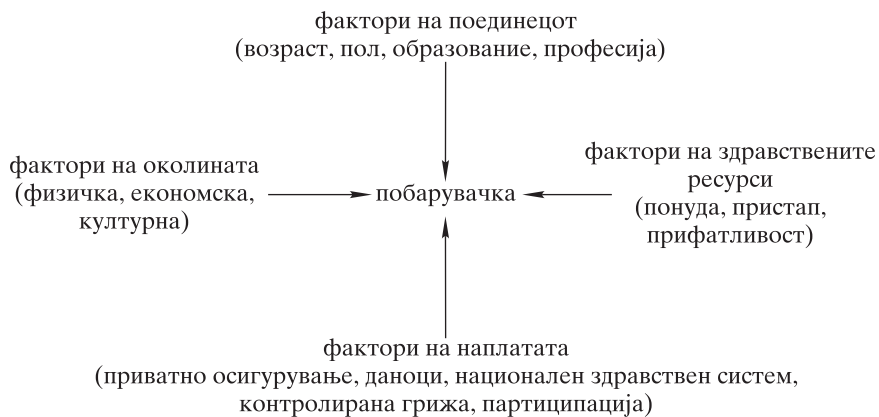 фактори на поединецот
(возраст, пол, образование, професија)
фактори на околината
(физичка, економска,
културна)
побарувачка
фактори на здравствените
ресурси
(понуда, пристап,
прифатливост)
фактори на наплатата
(приватно осигурување, даноци, национален здравствен систем,
контролирана грижа, партиципација)